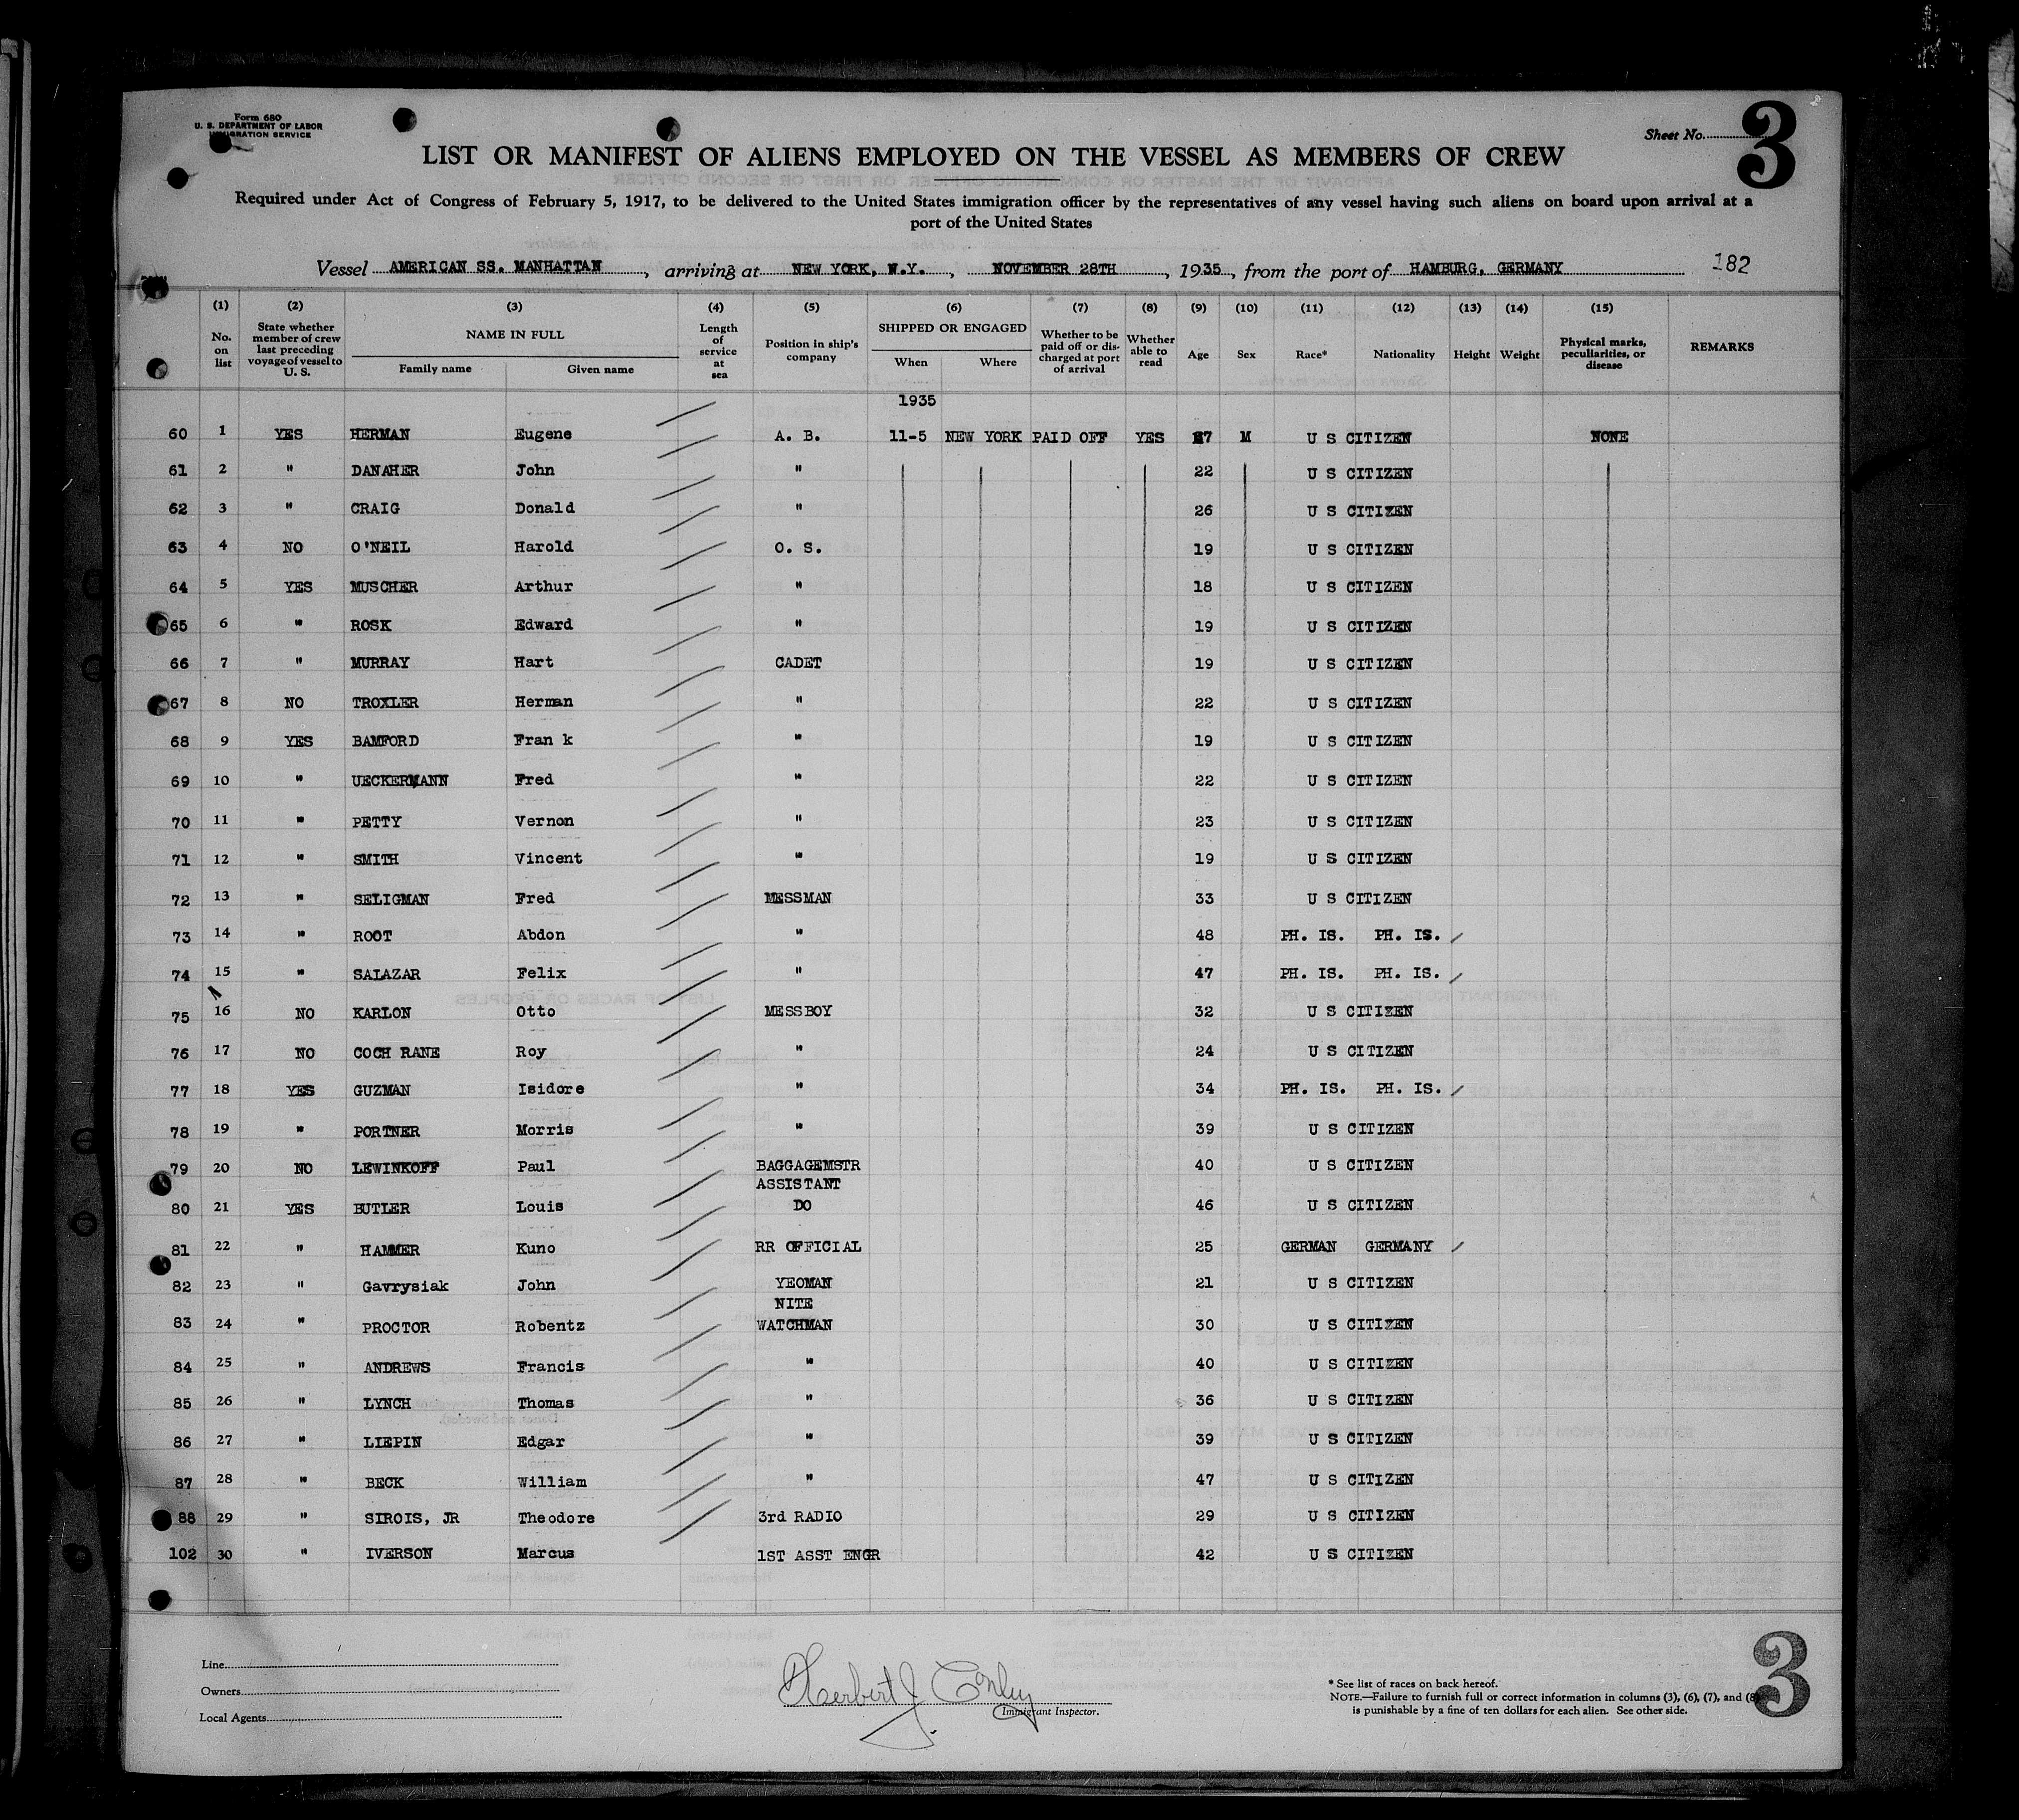 Form 680
U. S. DEPARTMENT OF LABOR
IMMIGRATION SERVICE
Sheet No. 3
LIST OR MANIFEST OF ALIENS EMPLOYED ON THE VESSEL AS MEMBERS OF CREW
Required under Act of Congress of February 5, 1917, to be delivered to the United States immigration officer by the representatives of any vessel having such aliens on board upon arrival at a
port of the United States
Vessel AMERICAN SS. MANHATTAN, arriving at NEW YORK, N.Y., NOVEMBER 28TH, 1935, from the port of HAMBURG, GERMANY 182
(1) (2) (3) (4) (5) (6) (7) (8) (9) (10) (11) (12) (13) (14) (15)
No. on list State whether member of crew last preceding voyage of vessel to U. S. NAME IN FULL Family name Given name Length of service at sea Position in ship's company SHIPPED OR ENGAGED When Where Whether to be paid off or discharged at port of arrival Whether able to read Age Sex Race* Nationality Height Weight Physical marks, peculiarities, or disease REMARKS
1935
60 1 YES HERMAN Eugene A. B. 11-5 NEW YORK PAID OFF YES 7 M U S CITIZEN NONE
61 2 " DANAHER John " 22 U S CITIZEN
62 3 " CRAIG Donald " 26 U S CITIZEN
63 4 NO O'NEIL Harold O. S. 19 U S CITIZEN
64 5 YES MUSCHER Arthur " 18 U S CITIZEN
65 6 " ROSK Edward " 19 U S CITIZEN
66 7 " MURRAY Hart CADET 19 U S CITIZEN
67 8 NO TROXLER Herman " 22 U S CITIZEN
68 9 YES BAMFORD Fran k " 19 U S CITIZEN
69 10 " UECKERMANN Fred " 22 U S CITIZEN
70 11 " PETTY Vernon " 23 U S CITIZEN
71 12 " SMITH Vincent " 19 U S CITIZEN
72 13 " SELIGMAN Fred MESSMAN 33 U S CITIZEN
73 14 " ROOT Abdon " 48 PH. IS. PH. IS.
74 15 " SALAZAR Felix " 47 PH. IS. PH. IS.
75 16 NO KARLON Otto MESSBOY 32 U S CITIZEN
76 17 NO COCH RANE Roy " 24 U S CITIZEN
77 18 YES GUZMAN Isidore " 34 PH. IS. PH. IS.
78 19 " PORTNER Morris " 39 U S CITIZEN
79 20 NO LEWINKOFF Paul BAGGAGEMSTR 40 U S CITIZEN
ASSISTANT
80 21 YES BUTLER Louis DO 46 U S CITIZEN
81 22 " HAMMER Kuno RR OFFICIAL 25 GERMAN GERMANY
82 23 " Gavrysiak John YEOMAN 21 U S CITIZEN
NITE
83 24 " PROCTOR Robentz WATCHMAN 30 U S CITIZEN
84 25 " ANDREWS Francis " 40 U S CITIZEN
85 26 " LYNCH Thomas " 36 U S CITIZEN
86 27 " LIEPIN Edgar " 39 U S CITIZEN
87 28 " BECK William " 47 U S CITIZEN
88 29 " SIROIS, JR Theodore 3rd RADIO 29 U S CITIZEN
102 30 " IVERSON Marcus 1ST ASST ENGR 42 U S CITIZEN
Line
Owners
Local Agents
Herbert J. Conley
Immigrant Inspector.
* See list of races on back hereof.
NOTE.—Failure to furnish full or correct information in columns (3), (6), (7), and (8)
is punishable by a fine of ten dollars for each alien. See other side.
3